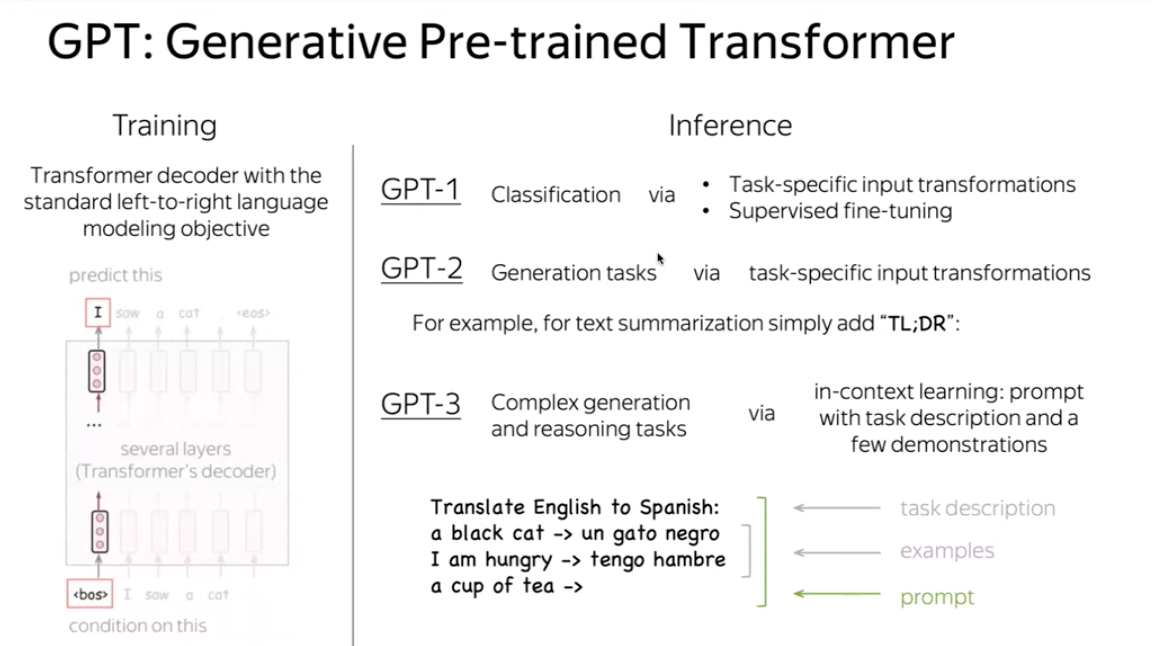 GPT: Generative Pre-trained Transformer
Training
Transformer decoder with the
standard left-to-right language
modeling objective
predict this
I saw a cat . <eos>
...
several layers
(Transformer's decoder)
<bos> I saw a cat .
condition on this
Inference
GPT-1 Classification via
• Task-specific input transformations
• Supervised fine-tuning
GPT-2 Generation tasks via task-specific input transformations
For example, for text summarization simply add “TL;DR”:
GPT-3 Complex generation
and reasoning tasks
via
in-context learning: prompt
with task description and a
few demonstrations
Translate English to Spanish:
a black cat -> un gato negro
I am hungry -> tengo hambre
a cup of tea ->
task description
examples
prompt